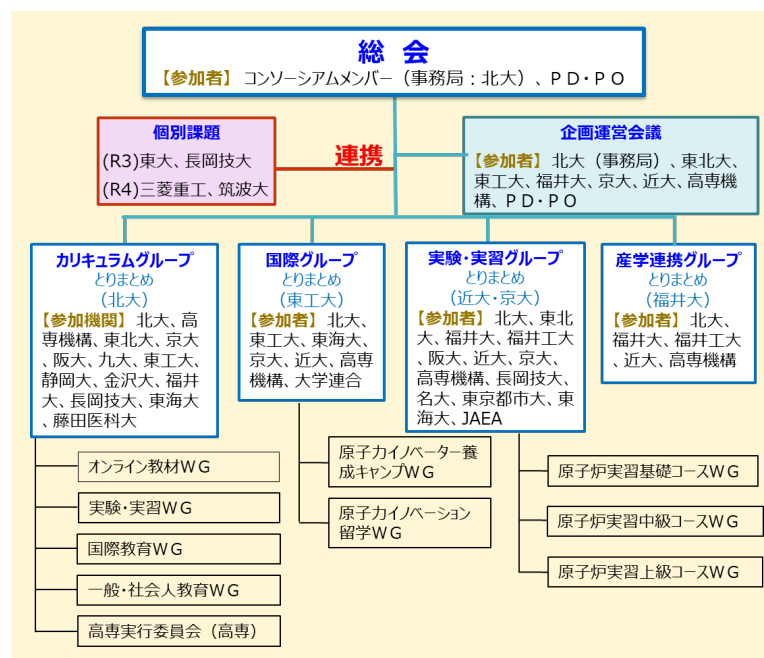 総 会
【参加者】 コンソーシアムメンバー（事務局：北大）、ＰＤ・ＰＯ
個別課題
(R3)東大、長岡技大
(R4)三菱重工、筑波大
連携
企画運営会議
【参加者】 北大（事務局）、東北大、
東工大、福井大、京大、近大、高専機
構、ＰＤ・ＰＯ
カリキュラムグループ
とりまとめ
（北大）
【参加機関】 北大、高
専機構、東北大、京大、
阪大、九大、東工大、
静岡大、金沢大、福井
大、長岡技大、東海大
、藤田医科大
オンライン教材ＷＧ
実験・実習ＷＧ
国際教育ＷＧ
一般・社会人教育ＷＧ
高専実行委員会（高専）
国際グループ
とりまとめ
（東工大）
【参加者】 北大、
東工大、東海大、
京大、近大、高専
機構、大学連合
原子力イノベーター養
成キャンプＷＧ
原子力イノベーション
留学ＷＧ
実験・実習グループ
とりまとめ
（近大・京大）
【参加者】 北大、東北
大、福井大、福井工大、
阪大、近大、京大、
高専機構、長岡技大、
名大、東京都市大、東
海大、JAEA
原子炉実習基礎コースＷＧ
原子炉実習中級コースＷＧ
原子炉実習上級コースＷＧ
産学連携グループ
とりまとめ
（福井大）
【参加者】 北大、
福井大、福井工大、
近大、高専機構